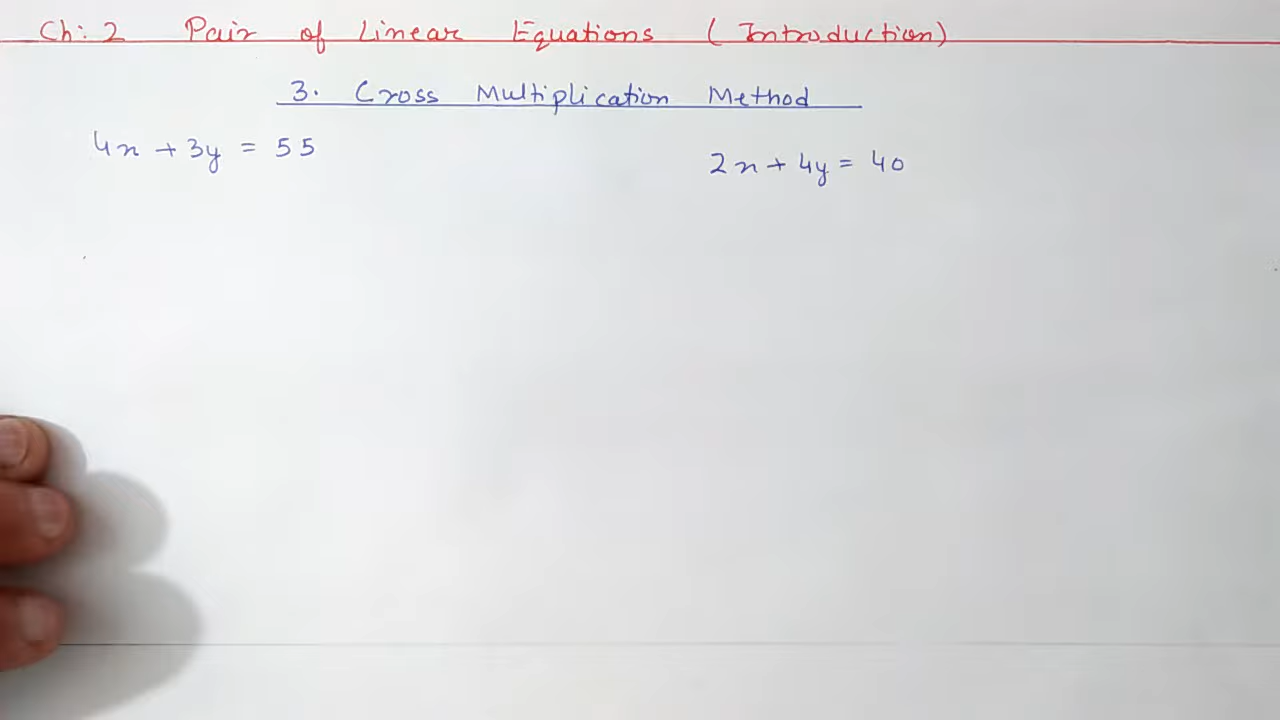 Ch: 2 Pair of Linear Equations (Introduction)
3. Cross Multiplication Method
4x + 3y = 55
2x + 4y = 40